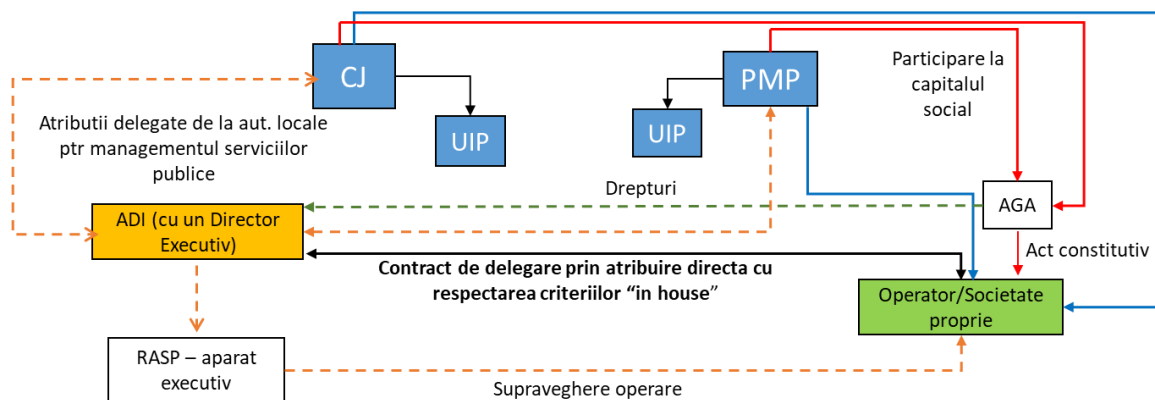 CJ
PMP
Participare la
capitalul
social
UIP
UIP
Atributii delegate de la aut. locale
ptr managementul serviciilor
publice
Drepturi
AGA
ADI (cu un Director
Executiv)
Act constitutiv
Contract de delegare prin atribuire directa cu
respectarea criteriilor “in house”
Operator/Societate
proprie
RASP – aparat
executiv
Supraveghere operare